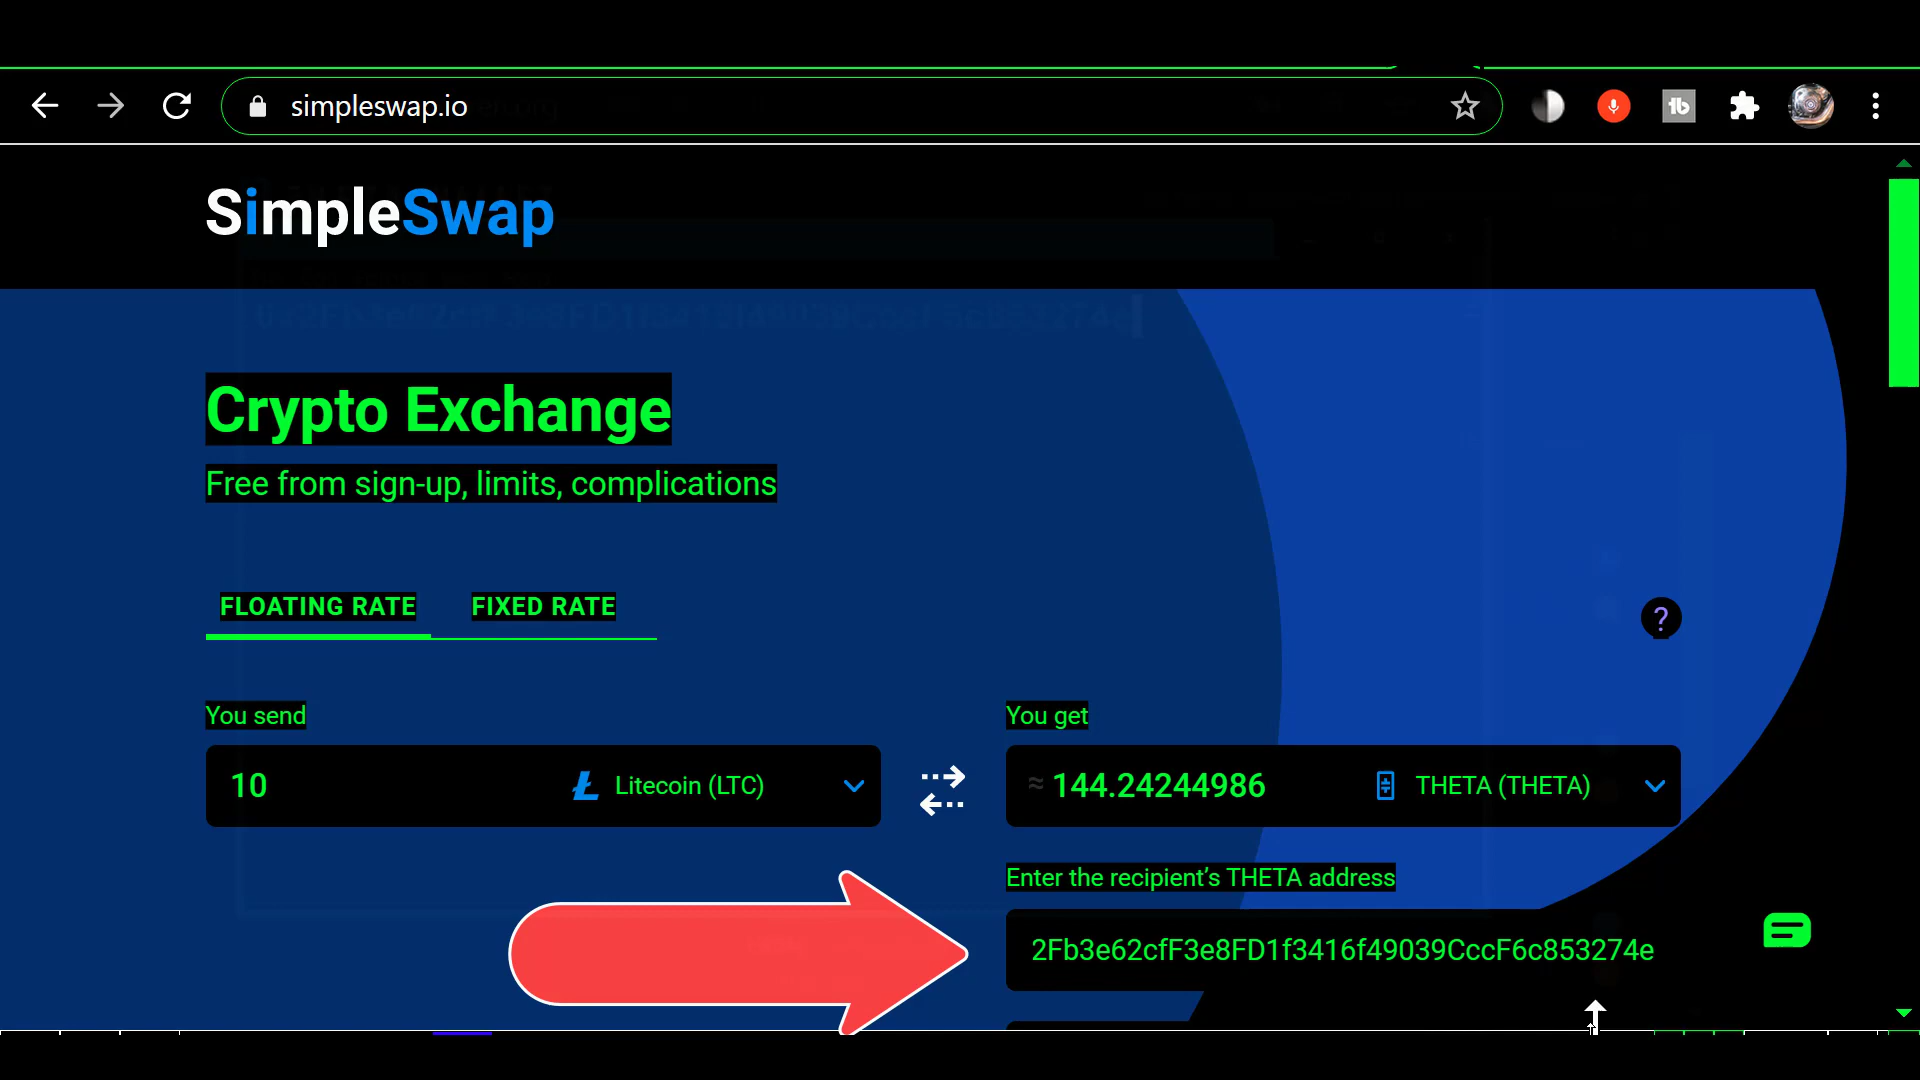 simpleswap.io
SimpleSwap
Crypto Exchange
Free from sign-up, limits, complications
FLOATING RATE FIXED RATE
?
You send You get
10 Litecoin (LTC) ≈ 144.24244986 THETA (THETA)
Enter the recipient’s THETA address
2Fb3e62cfF3e8FD1f3416f49039CccF6c853274e